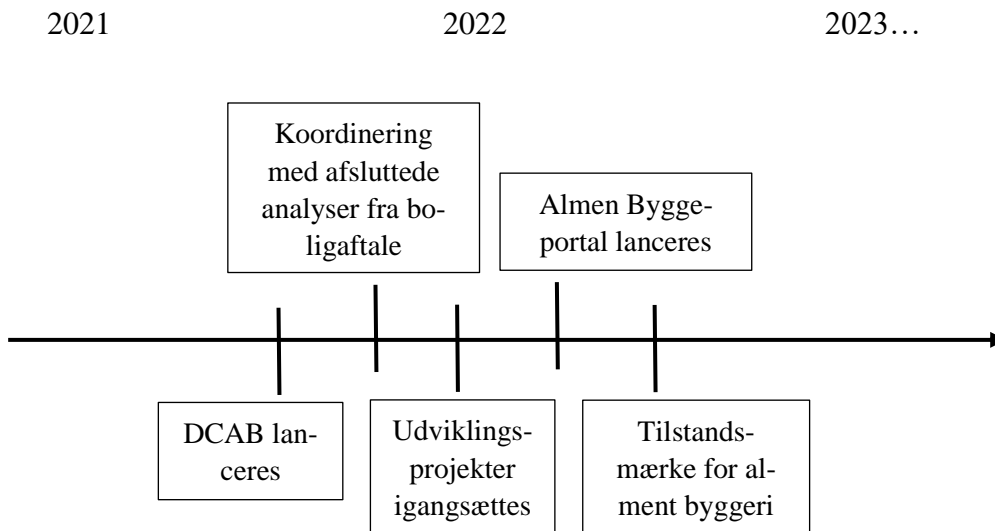 2021
2022
2023…
Koordinering
med afsluttede
analyser fra bo-
ligaftale
Almen Bygge-
portal lanceres
DCAB lan-
ceres
Udviklings-
projekter
igangsættes
Tilstands-
mærke for al-
ment byggeri